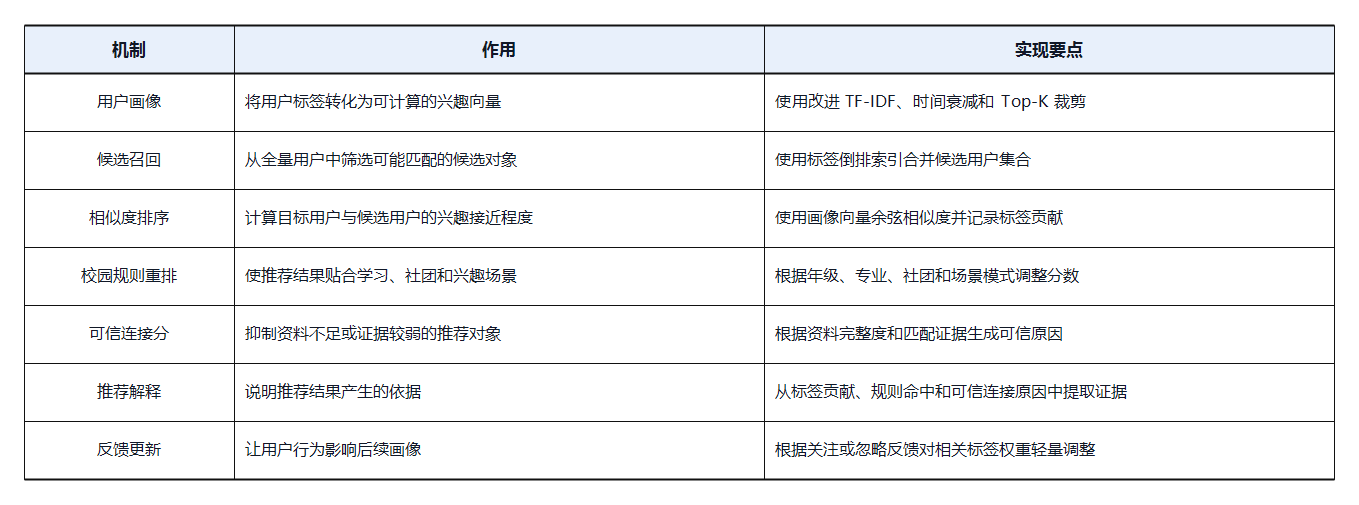 机制 作用 实现要点
用户画像 将用户标签转化为可计算的兴趣向量 使用改进 TF-IDF、时间衰减和 Top-K 裁剪
候选召回 从全量用户中筛选可能匹配的候选对象 使用标签倒排索引合并候选用户集合
相似度排序 计算目标用户与候选用户的兴趣接近程度 使用画像向量余弦相似度并记录标签贡献
校园规则重排 使推荐结果贴合学习、社团和兴趣场景 根据年级、专业、社团和场景模式调整分数
可信连接分 抑制资料不足或证据较弱的推荐对象 根据资料完整度和匹配证据生成可信原因
推荐解释 说明推荐结果产生的依据 从标签贡献、规则命中和可信连接原因中提取证据
反馈更新 让用户行为影响后续画像 根据关注或忽略反馈对相关标签权重轻量调整